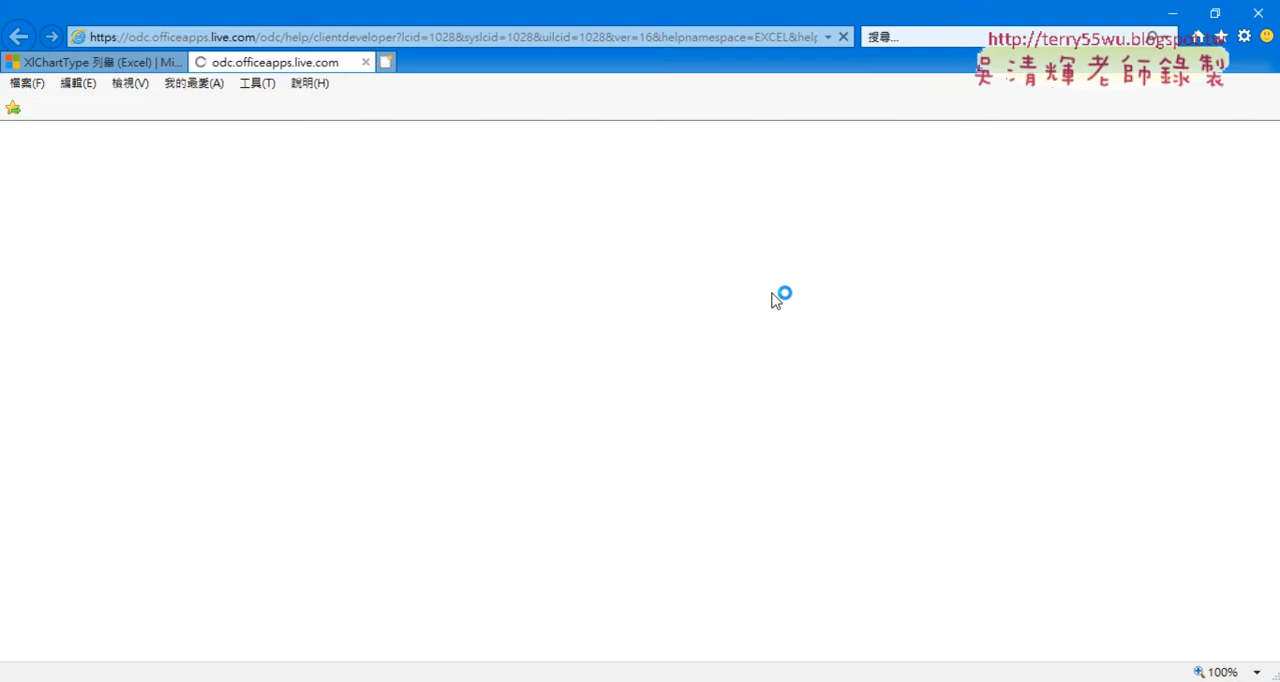 https://odc.officeapps.live.com/odc/help/clientdeveloper?lcid=1028&syslcid=1028&uilcid=1028&ver=16&helpnamespace=EXCEL&help
搜尋...
http://terry55wu.blogspot.tw
吳清輝老師錄製
XlChartType 列舉 (Excel) | Mi...
odc.officeapps.live.com
檔案(F) 編輯(E) 檢視(V) 我的最愛(A) 工具(T) 說明(H)
100%